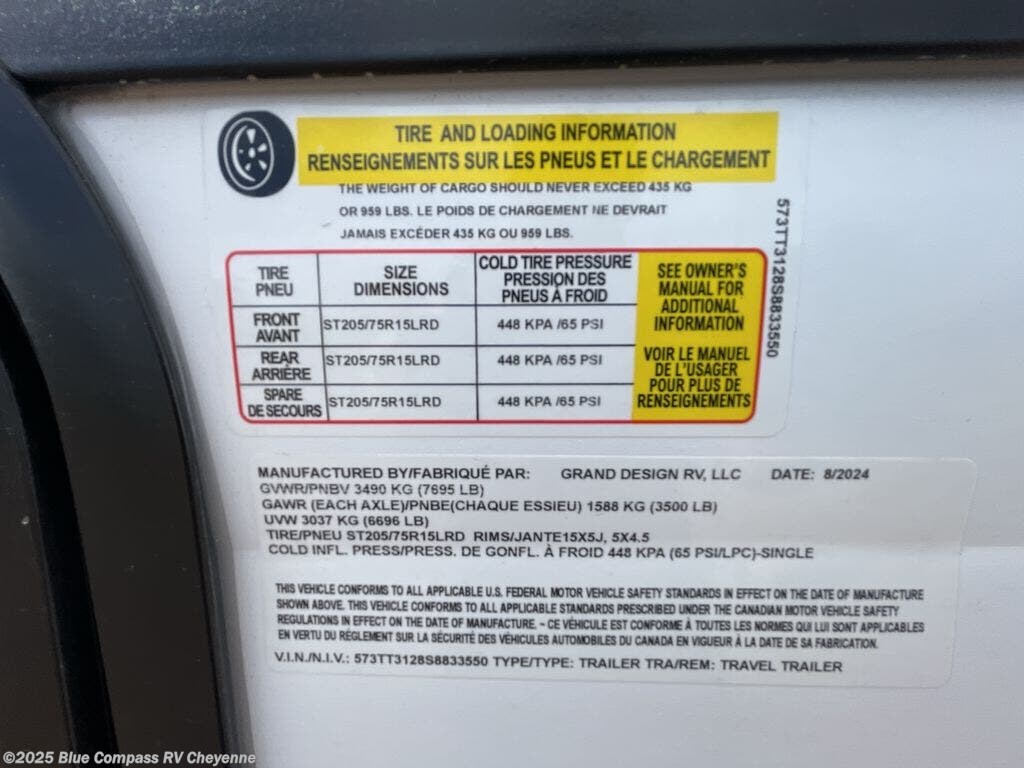 TIRE AND LOADING INFORMATION
RENSEIGNEMENTS SUR LES PNEUS ET LE CHARGEMENT
THE WEIGHT OF CARGO SHOULD NEVER EXCEED 435 KG
OR 959 LBS. LE POIDS DE CHARGEMENT NE DEVRAIT
JAMAIS EXCÉDER 435 KG OU 959 LBS.
TIRE
PNEU
SIZE
DIMENSIONS
COLD TIRE PRESSURE
PRESSION DES
PNEUS À FROID
FRONT
AVANT
ST205/75R15LRD
448 KPA /65 PSI
REAR
ARRIÈRE
ST205/75R15LRD
448 KPA /65 PSI
SPARE
DE SECOURS
ST205/75R15LRD
448 KPA /65 PSI
SEE OWNER'S
MANUAL FOR
ADDITIONAL
INFORMATION
VOIR LE MANUEL
DE L'USAGER
POUR PLUS DE
RENSEIGNEMENTS
573TT3128S8833550
MANUFACTURED BY/FABRIQUÉ PAR: GRAND DESIGN RV, LLC DATE: 8/2024
GVWR/PNBV 3490 KG (7695 LB)
GAWR (EACH AXLE)/PNBE(CHAQUE ESSIEU) 1588 KG (3500 LB)
UVW 3037 KG (6696 LB)
TIRE/PNEU ST205/75R15LRD RIMS/JANTE15X5J, 5X4.5
COLD INFL. PRESS/PRESS. DE GONFL. À FROID 448 KPA (65 PSI/LPC)-SINGLE
THIS VEHICLE CONFORMS TO ALL APPLICABLE U.S. FEDERAL MOTOR VEHICLE SAFETY STANDARDS IN EFFECT ON THE DATE OF MANUFACTURE
SHOWN ABOVE. THIS VEHICLE CONFORMS TO ALL APPLICABLE STANDARDS PRESCRIBED UNDER THE CANADIAN MOTOR VEHICLE SAFETY
REGULATIONS IN EFFECT ON THE DATE OF MANUFACTURE. - CE VÉHICULE EST CONFORME À TOUTES LES NORMES QUI LUI SONT APPLICABLES
EN VERTU DU RÈGLEMENT SUR LA SÉCURITÉ DES VÉHICULES AUTOMOBILES DU CANADA EN VIGUEUR À LA DATE DE SA FABRICATION.
V.I.N./N.I.V.: 573TT3128S8833550 TYPE/TYPE: TRAILER TRA/REM: TRAVEL TRAILER
©2025 Blue Compass RV Cheyenne